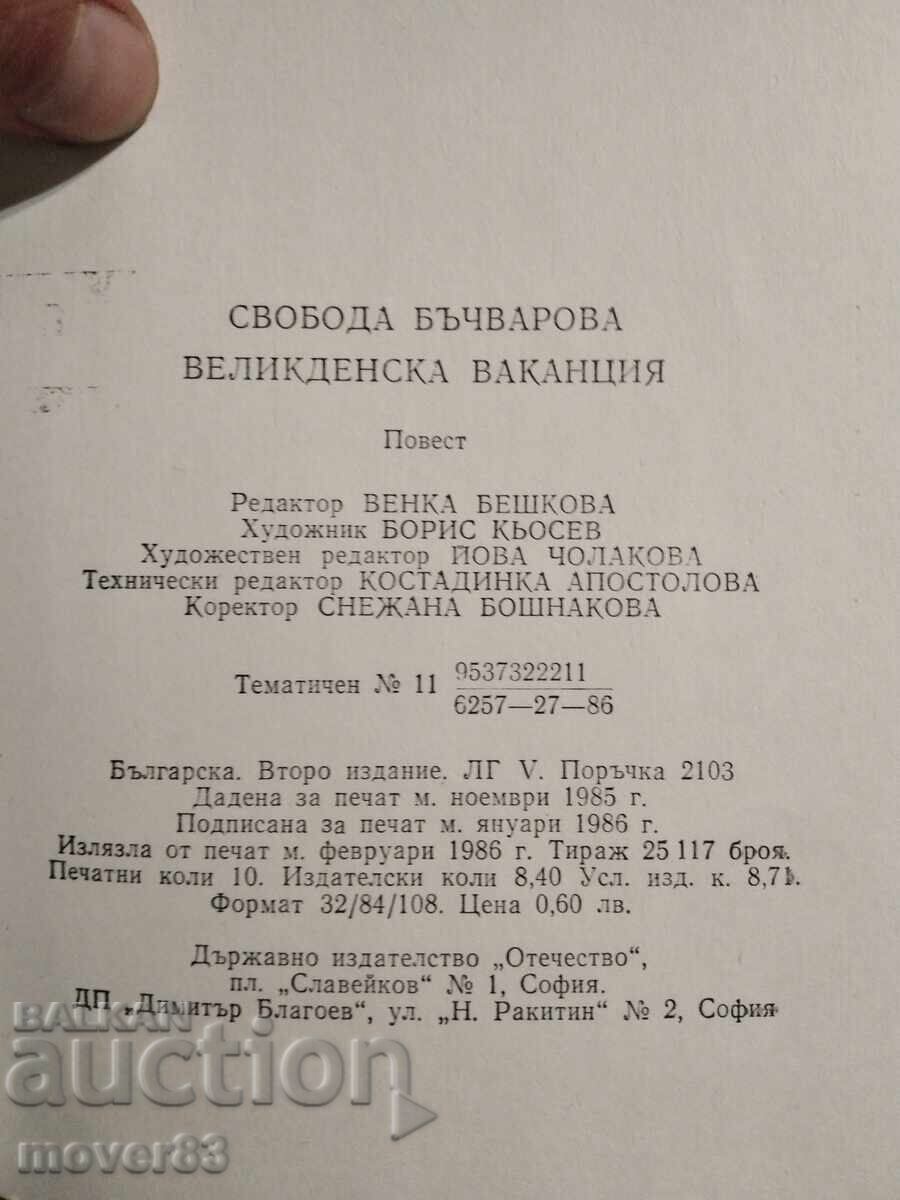 СВОБОДА БЪЧВАРОВА
ВЕЛИКДЕНСКА ВАКАНЦИЯ
Повест
Редактор ВЕНКА БЕШКОВА
Художник БОРИС КЬОСЕВ
Художествен редактор ЙОВА ЧОЛАКОВА
Технически редактор КОСТАДИНКА АПОСТОЛОВА
Коректор СНЕЖАНА БОШНАКОВА
Тематичен № 11 9537322211
6257—27—86
Българска. Второ издание. ЛГ V. Поръчка 2103
Дадена за печат м. ноември 1985 г.
Подписана за печат м. януари 1986 г.
Излязла от печат м. февруари 1986 г. Тираж 25 117 броя.
Печатни коли 10. Издателски коли 8,40 Усл. изд. к. 8,71.
Формат 32/84/108. Цена 0,60 лв.
Държавно издателство „Отечество“,
пл. „Славейков“ № 1, София.
ДП „Димитър Благоев“, ул. „Н. Ракитин“ № 2, София
BALKAN
auction
mover83